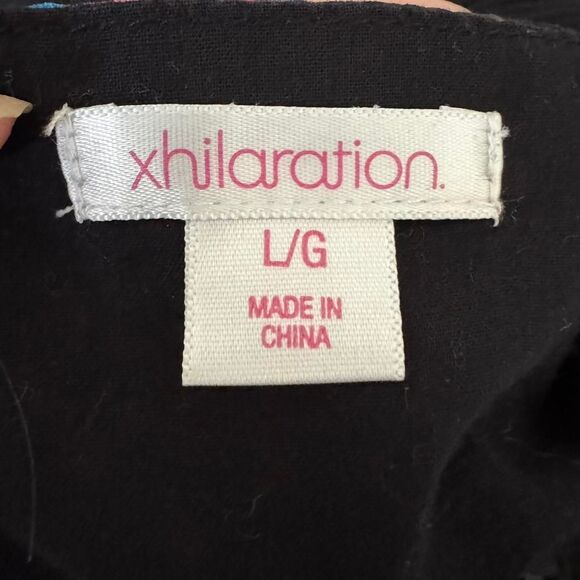 xhilaration.
L/G
MADE IN
CHINA